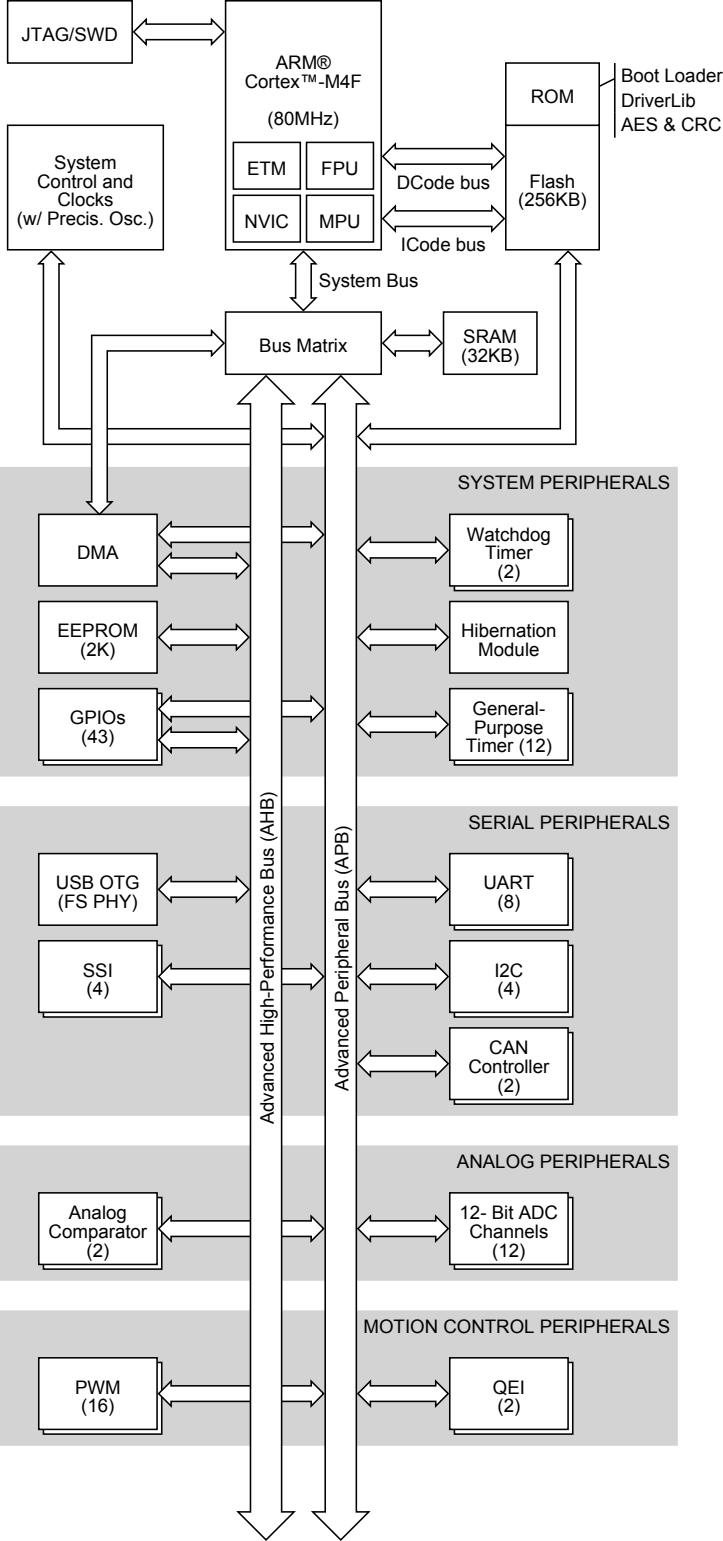 JTAG/SWD
ARM®
Cortex™-M4F
(80MHz)
ETM
FPU
NVIC
MPU
ROM
Boot Loader
DriverLib
AES & CRC
Flash
(256KB)
DCode bus
ICode bus
System
Control and
Clocks
(w/ Precis. Osc.)
System Bus
Bus Matrix
SRAM
(32KB)
SYSTEM PERIPHERALS
DMA
Watchdog
Timer
(2)
EEPROM
(2K)
Hibernation
Module
GPIOs
(43)
General-
Purpose
Timer (12)
Advanced High-Performance Bus (AHB)
Advanced Peripheral Bus (APB)
SERIAL PERIPHERALS
USB OTG
(FS PHY)
UART
(8)
SSI
(4)
I2C
(4)
CAN
Controller
(2)
ANALOG PERIPHERALS
Analog
Comparator
(2)
12- Bit ADC
Channels
(12)
MOTION CONTROL PERIPHERALS
PWM
(16)
QEI
(2)